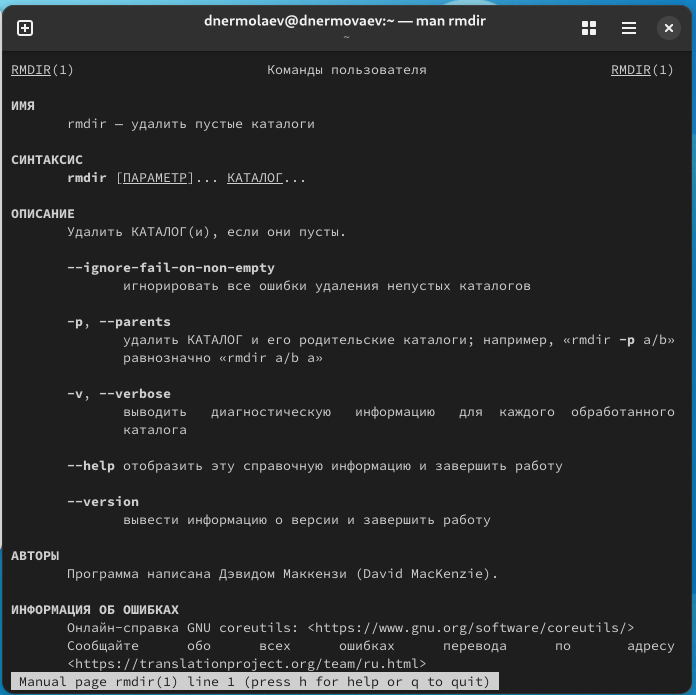 dnermolaev@dnermovaev:~ — man rmdir
~
RMDIR(1) Команды пользователя RMDIR(1)
ИМЯ
rmdir — удалить пустые каталоги
СИНТАКСИС
rmdir [ПАРАМЕТР]... КАТАЛОГ...
ОПИСАНИЕ
Удалить КАТАЛОГ(и), если они пусты.
--ignore-fail-on-non-empty
игнорировать все ошибки удаления непустых каталогов
-p, --parents
удалить КАТАЛОГ и его родительские каталоги; например, «rmdir -p a/b»
равнозначно «rmdir a/b a»
-v, --verbose
выводить диагностическую информацию для каждого обработанного
каталога
--help отобразить эту справочную информацию и завершить работу
--version
вывести информацию о версии и завершить работу
АВТОРЫ
Программа написана Дэвидом Маккензи (David MacKenzie).
ИНФОРМАЦИЯ ОБ ОШИБКАХ
Онлайн-справка GNU coreutils: <https://www.gnu.org/software/coreutils/>
Сообщайте обо всех ошибках перевода по адресу
<https://translationproject.org/team/ru.html>
Manual page rmdir(1) line 1 (press h for help or q to quit)